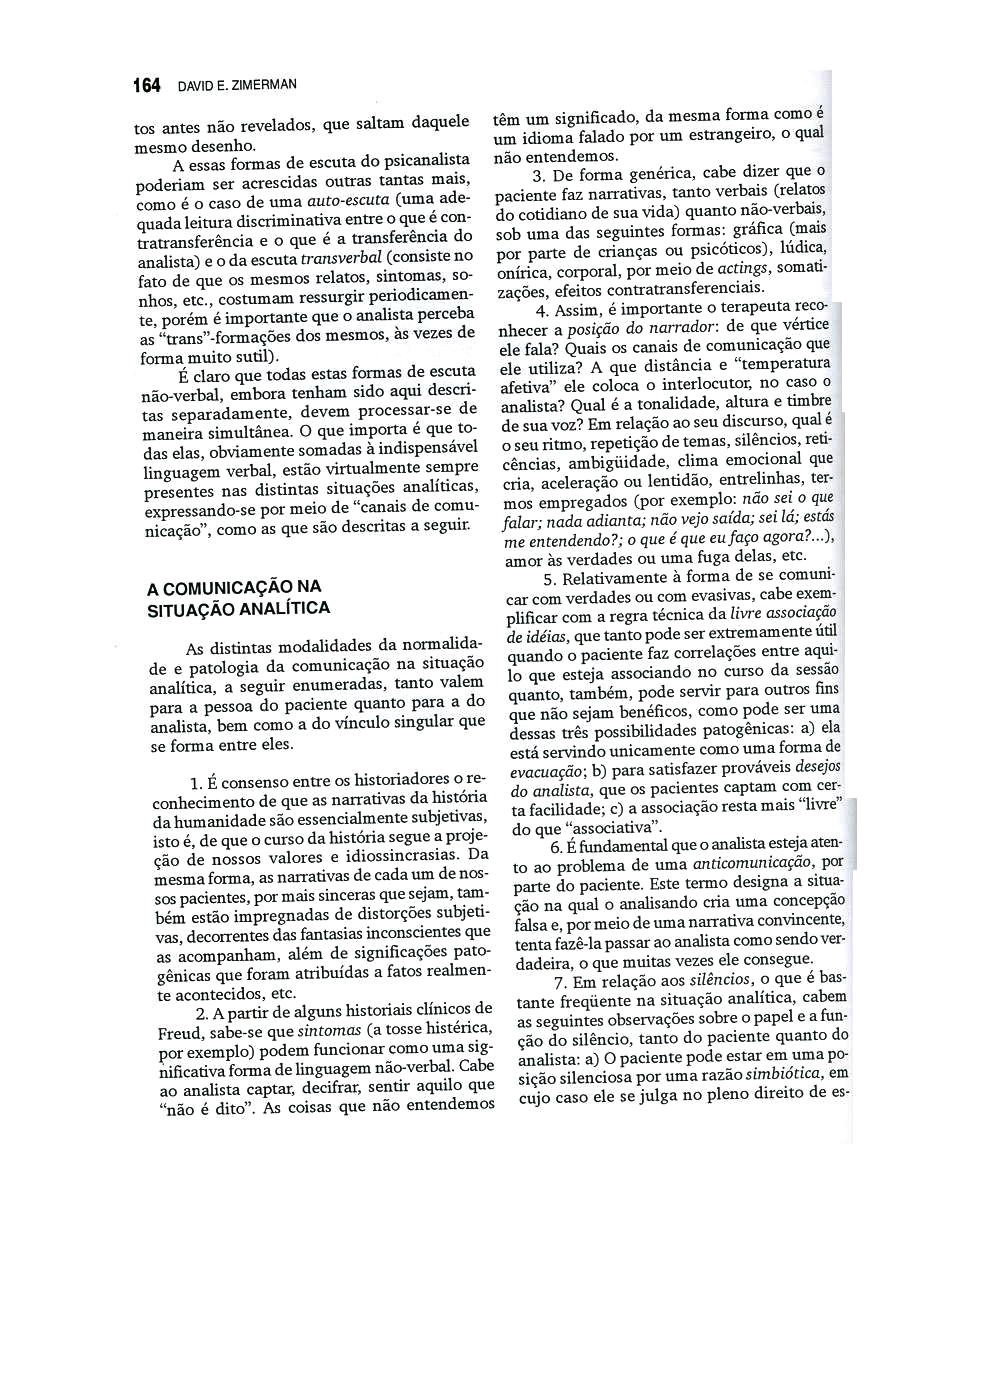 164 DAVID E. ZIMERMAN
tos antes não revelados, que saltam daquele
mesmo desenho.
A essas formas de escuta do psicanalista
poderiam ser acrescidas outras tantas mais,
como é o caso de uma auto-escuta (uma ade-
quada leitura discriminativa entre o que é con-
tratransferência e o que é a transferência do
analista) e o da escuta transverbal (consiste no
fato de que os mesmos relatos, sintomas, so-
nhos, etc., costumam ressurgir periodicamen-
te, porém é importante que o analista perceba
as “trans”-formações dos mesmos, às vezes de
forma muito sutil).
É claro que todas estas formas de escuta
não-verbal, embora tenham sido aqui descri-
tas separadamente, devem processar-se de
maneira simultânea. O que importa é que to-
das elas, obviamente somadas à indispensável
linguagem verbal, estão virtualmente sempre
presentes nas distintas situações analíticas,
expressando-se por meio de “canais de comu-
nicação”, como as que são descritas a seguir.
A COMUNICAÇÃO NA
SITUAÇÃO ANALÍTICA
As distintas modalidades da normalida-
de e patologia da comunicação na situação
analítica, a seguir enumeradas, tanto valem
para a pessoa do paciente quanto para a do
analista, bem como a do vínculo singular que
se forma entre eles.
1. É consenso entre os historiadores o re-
conhecimento de que as narrativas da história
da humanidade são essencialmente subjetivas,
isto é, de que o curso da história segue a proje-
ção de nossos valores e idiossincrasias. Da
mesma forma, as narrativas de cada um de nos-
sos pacientes, por mais sinceras que sejam, tam-
bém estão impregnadas de distorções subjeti-
vas, decorrentes das fantasias inconscientes que
as acompanham, além de significações pato-
gênicas que foram atribuídas a fatos realmen-
te acontecidos, etc.
2. A partir de alguns historiais clínicos de
Freud, sabe-se que sintomas (a tosse histérica,
por exemplo) podem funcionar como uma sig-
nificativa forma de linguagem não-verbal. Cabe
ao analista captar, decifrar, sentir aquilo que
“não é dito”. As coisas que não entendemos
têm um significado, da mesma forma como é
um idioma falado por um estrangeiro, o qual
não entendemos.
3. De forma genérica, cabe dizer que o
paciente faz narrativas, tanto verbais (relatos
do cotidiano de sua vida) quanto não-verbais,
sob uma das seguintes formas: gráfica (mais
por parte de crianças ou psicóticos), lúdica,
onírica, corporal, por meio de actings, somati-
zações, efeitos contratransferenciais.
4. Assim, é importante o terapeuta reco-
nhecer a posição do narrador: de que vértice
ele fala? Quais os canais de comunicação que
ele utiliza? A que distância e “temperatura
afetiva” ele coloca o interlocutor, no caso o
analista? Qual é a tonalidade, altura e timbre
de sua voz? Em relação ao seu discurso, qual é
o seu ritmo, repetição de temas, silêncios, reti-
cências, ambigüidade, clima emocional que
cria, aceleração ou lentidão, entrelinhas, ter-
mos empregados (por exemplo: não sei o que
falar; nada adianta; não vejo saída; sei lá; estás
me entendendo?; o que é que eu faço agora?...),
amor às verdades ou uma fuga delas, etc.
5. Relativamente à forma de se comuni-
car com verdades ou com evasivas, cabe exem-
plificar com a regra técnica da livre associação
de idéias, que tanto pode ser extremamente útil
quando o paciente faz correlações entre aqui-
lo que esteja associando no curso da sessão
quanto, também, pode servir para outros fins
que não sejam benéficos, como pode ser uma
dessas três possibilidades patogênicas: a) ela
está servindo unicamente como uma forma de
evacuação; b) para satisfazer prováveis desejos
do analista, que os pacientes captam com cer-
ta facilidade; c) a associação resta mais “livre”
do que “associativa”.
6. É fundamental que o analista esteja aten-
to ao problema de uma anticomunicação, por
parte do paciente. Este termo designa a situa-
ção na qual o analisando cria uma concepção
falsa e, por meio de uma narrativa convincente,
tenta fazê-la passar ao analista como sendo ver-
dadeira, o que muitas vezes ele consegue.
7. Em relação aos silêncios, o que é bas-
tante freqüente na situação analítica, cabem
as seguintes observações sobre o papel e a fun-
ção do silêncio, tanto do paciente quanto do
analista: a) O paciente pode estar em uma po-
sição silenciosa por uma razão simbiótica, em
cujo caso ele se julga no pleno direito de es-